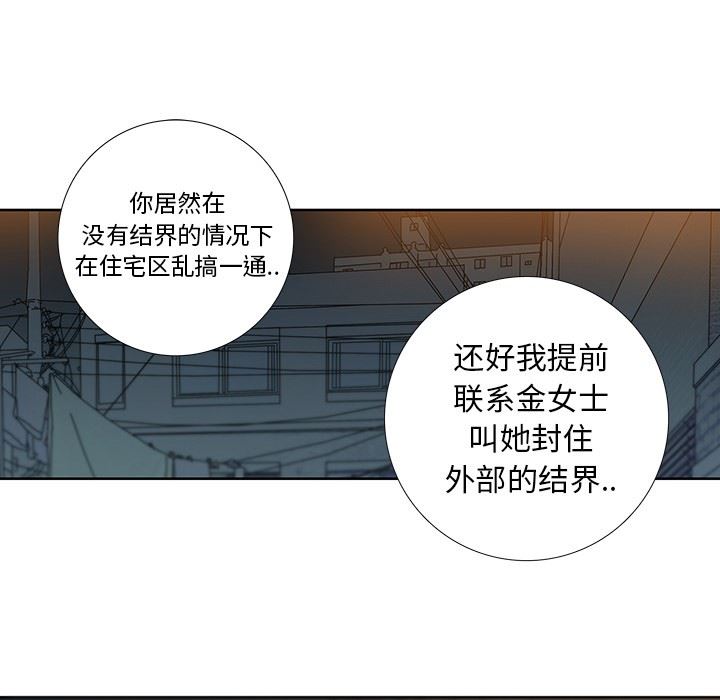 你居然在
没有结界的情况下
在住宅区乱搞一通..
还好我提前
联系金女士
叫她封住
外部的结界..